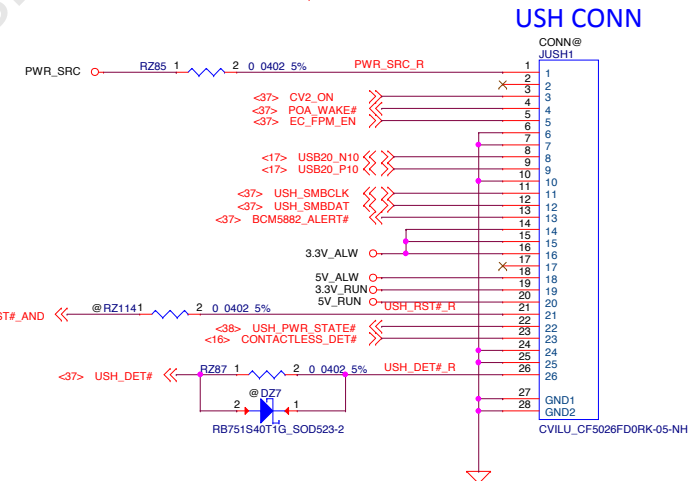 USH CONN
CONN@
JUSH1
PWR_SRC RZ85 1 2 0 0402 5% PWR_SRC_R 1 1
2 2
<37> CV2_ON 3 3
<37> POA_WAKE# 4 4
<37> EC_FPM_EN 5 5
6 6
7 7
<17> USB20_N10 8 8
<17> USB20_P10 9 9
10 10
<37> USH_SMBCLK 11 11
<37> USH_SMBDAT 12 12
<37> BCM5882_ALERT# 13 13
14 14
15 15
3.3V_ALW 16 16
17 17
5V_ALW 18 18
3.3V_RUN 19 19
5V_RUN 20 20
ST#_AND @RZ114 1 2 0 0402 5% USH_RST#_R 21 21
<38> USH_PWR_STATE# 22 22
<16> CONTACTLESS_DET# 23 23
24 24
25 25
<37> USH_DET# RZ87 1 2 0 0402 5% USH_DET#_R 26 26
@DZ7
2 1
RB751S40T1G_SOD523-2
27 GND1
28 GND2
CVILU_CF5026FD0RK-05-NH